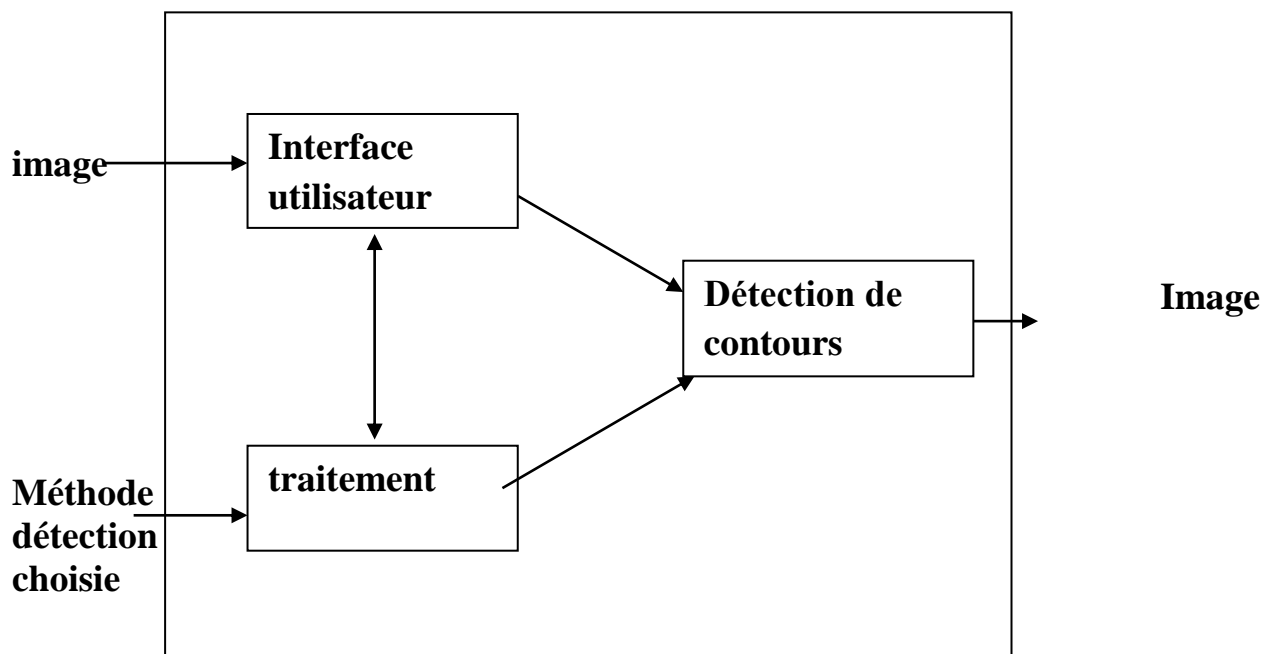 image
Interface
utilisateur
Détection de
contours
Image
traitement
Méthode
détection
choisie